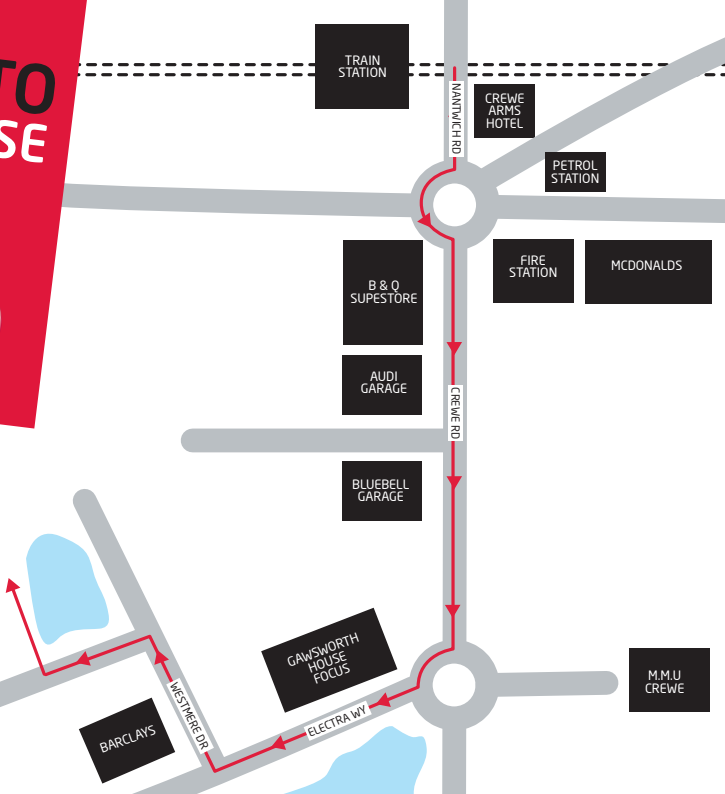 TO
SE
TRAIN
STATION
NANTWICH RD
CREWE
ARMS
HOTEL
PETROL
STATION
B & Q
SUPESTORE
FIRE
STATION
MCDONALDS
AUDI
GARAGE
CREWE RD
BLUEBELL
GARAGE
GAWSWORTH
HOUSE
FOCUS
M.M.U
CREWE
WESTMERE DR
ELECTRA WY
BARCLAYS